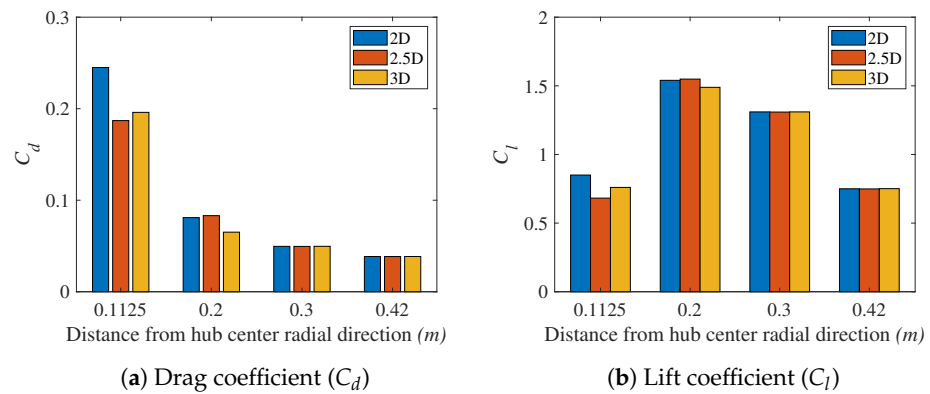 0.3
0.2
0.1
0
C_d
2D
2.5D
3D
0.1125 0.2 0.3 0.42
Distance from hub center radial direction (m)
(a) Drag coefficient (C_d)
2
1.5
1
0.5
0
C_l
2D
2.5D
3D
0.1125 0.2 0.3 0.42
Distance from hub center radial direction (m)
(b) Lift coefficient (C_l)